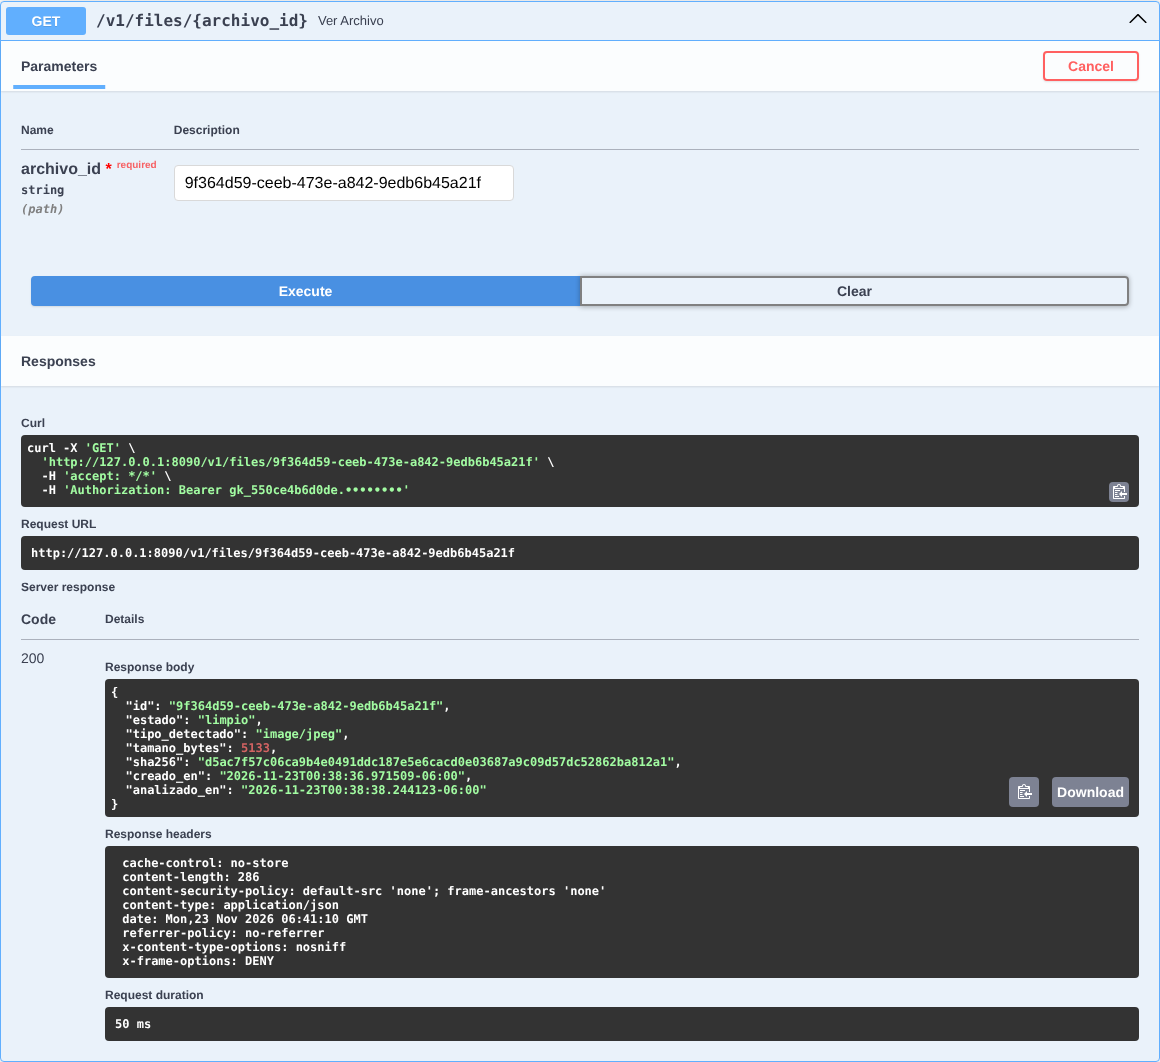 GET /v1/files/{archivo_id} Ver Archivo
Parameters
Cancel
Name Description
archivo_id * required
string
(path)
9f364d59-ceeb-473e-a842-9edb6b45a21f
Execute Clear
Responses
Curl
curl -X 'GET' \
'http://127.0.0.1:8090/v1/files/9f364d59-ceeb-473e-a842-9edb6b45a21f' \
-H 'accept: */*' \
-H 'Authorization: Bearer gk_550ce4b6d0de.••••••••'
Request URL
http://127.0.0.1:8090/v1/files/9f364d59-ceeb-473e-a842-9edb6b45a21f
Server response
Code Details
200
Response body
{
"id": "9f364d59-ceeb-473e-a842-9edb6b45a21f",
"estado": "limpio",
"tipo_detectado": "image/jpeg",
"tamano_bytes": 5133,
"sha256": "d5ac7f57c06ca9b4e0491ddc187e5e6cacd0e03687a9c09d57dc52862ba812a1",
"creado_en": "2026-11-23T00:38:36.971509-06:00",
"analizado_en": "2026-11-23T00:38:38.244123-06:00"
}
Download
Response headers
cache-control: no-store
content-length: 286
content-security-policy: default-src 'none'; frame-ancestors 'none'
content-type: application/json
date: Mon,23 Nov 2026 06:41:10 GMT
referrer-policy: no-referrer
x-content-type-options: nosniff
x-frame-options: DENY
Request duration
50 ms